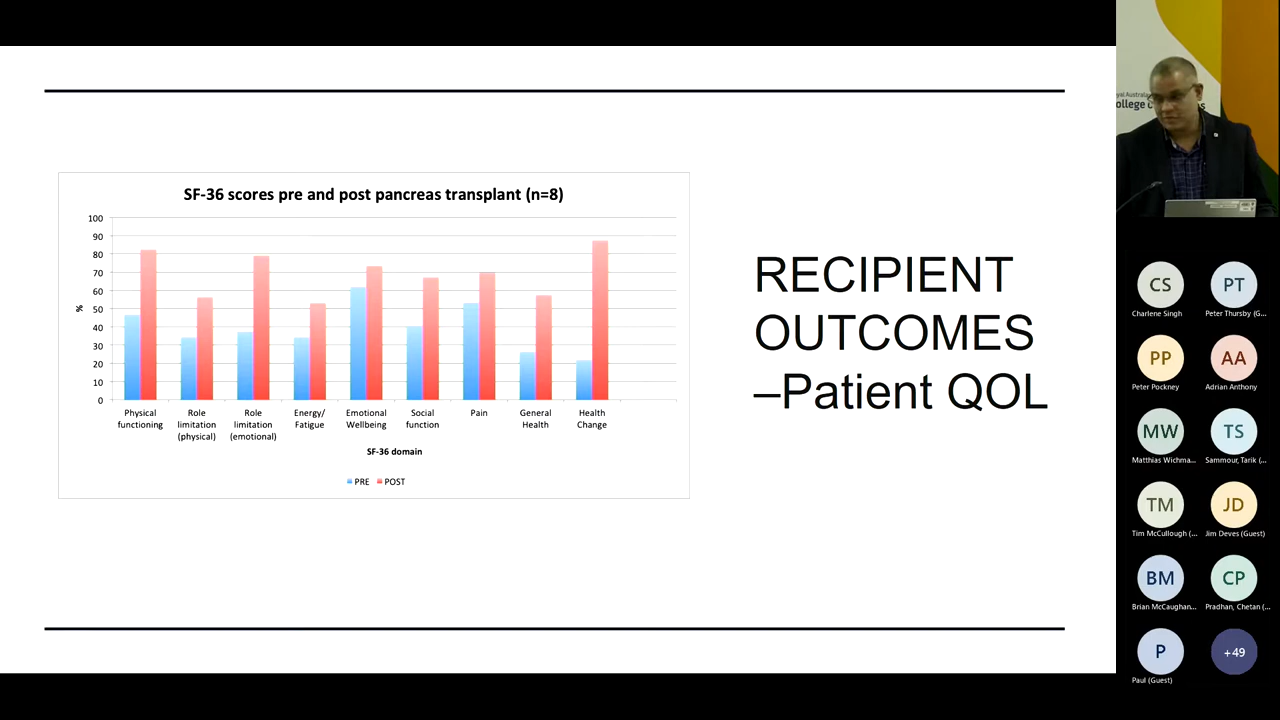 SF-36 scores pre and post pancreas transplant (n=8)
100
90
80
70
60
50
40
30
20
10
0
%
Physical
functioning
Role
limitation
(physical)
Role
limitation
(emotional)
Energy/
Fatigue
Emotional
Wellbeing
Social
function
Pain
General
Health
Health
Change
SF-36 domain
PRE POST
RECIPIENT
OUTCOMES
–Patient QOL
CS PT
Charlene Singh Peter Thursby (G...
PP AA
Peter Pockney Adrian Anthony
MW TS
Matthias Wichma... Sammour, Tarik (...
TM JD
Tim McCullough (... Jim Deves (Guest)
BM CP
Brian McCaughan... Pradhan, Chetan (...
P +49
Paul (Guest)